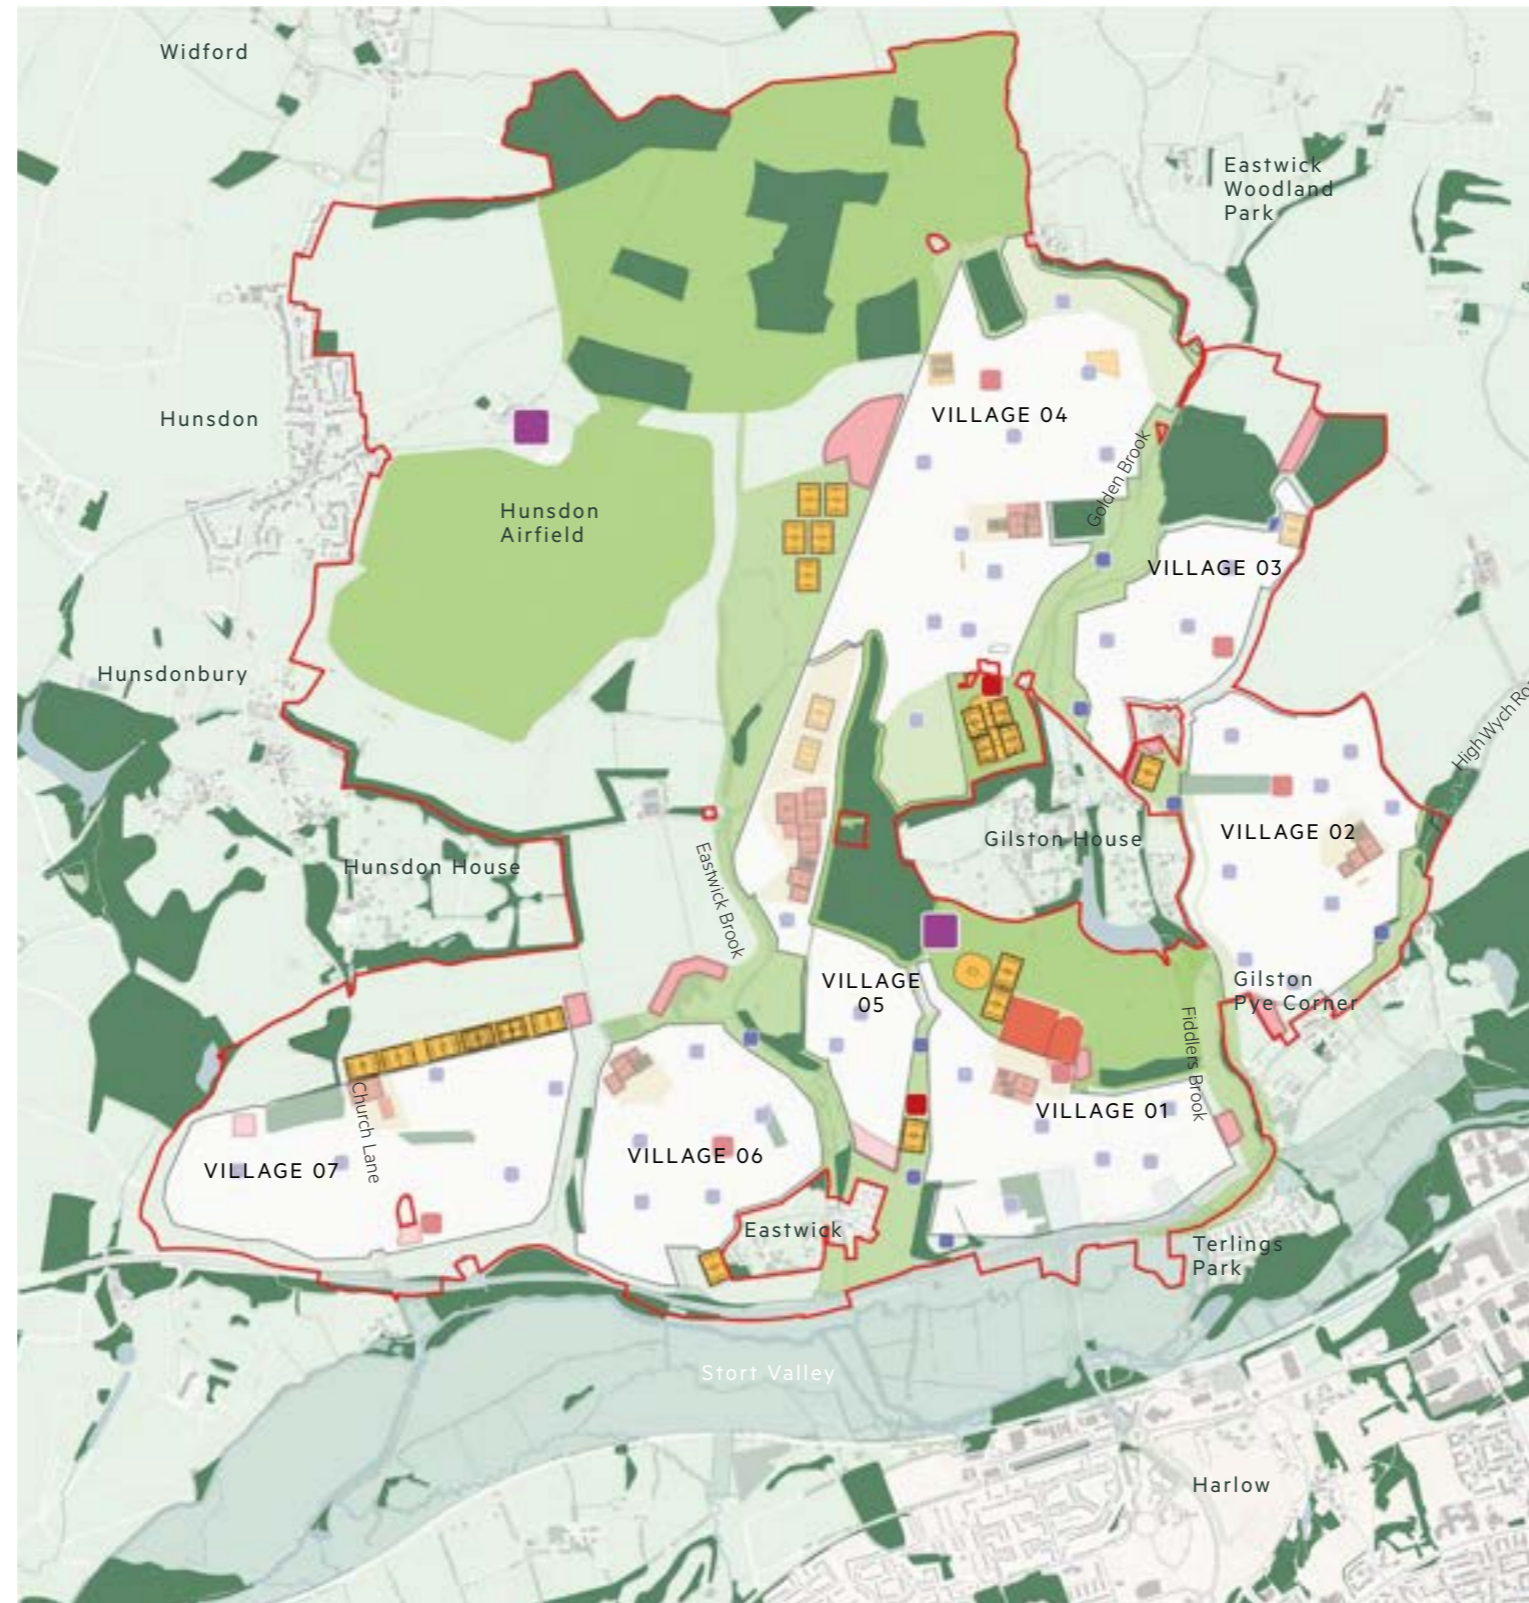 Widford
Eastwick
Woodland
Park
Hunsdon
VILLAGE 04
Golden Brook
Hunsdon
Airfield
VILLAGE 03
Hunsdonbury
Gilston House
VILLAGE 02
Hunsdon House
Eastwick Brook
VILLAGE
05
Gilston
Pye Corner
Fiddlers Brook
Church Lane
VILLAGE 01
VILLAGE 06
VILLAGE 07
Eastwick
Terlings
Park
Stort Valley
Harlow
High Wych